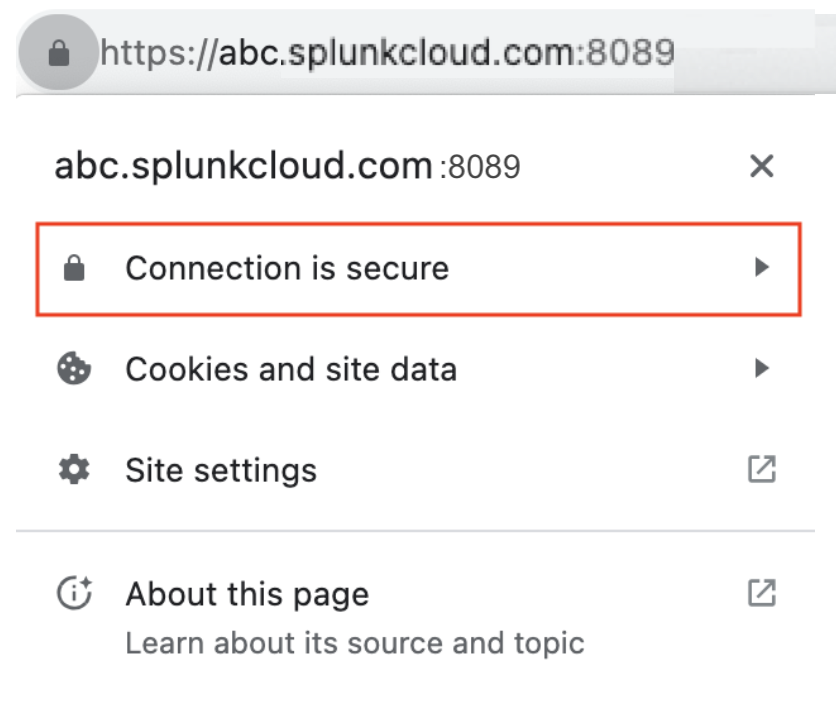 https://abc.splunkcloud.com:8089
abc.splunkcloud.com :8089
Connection is secure
Cookies and site data
Site settings
About this page
Learn about its source and topic